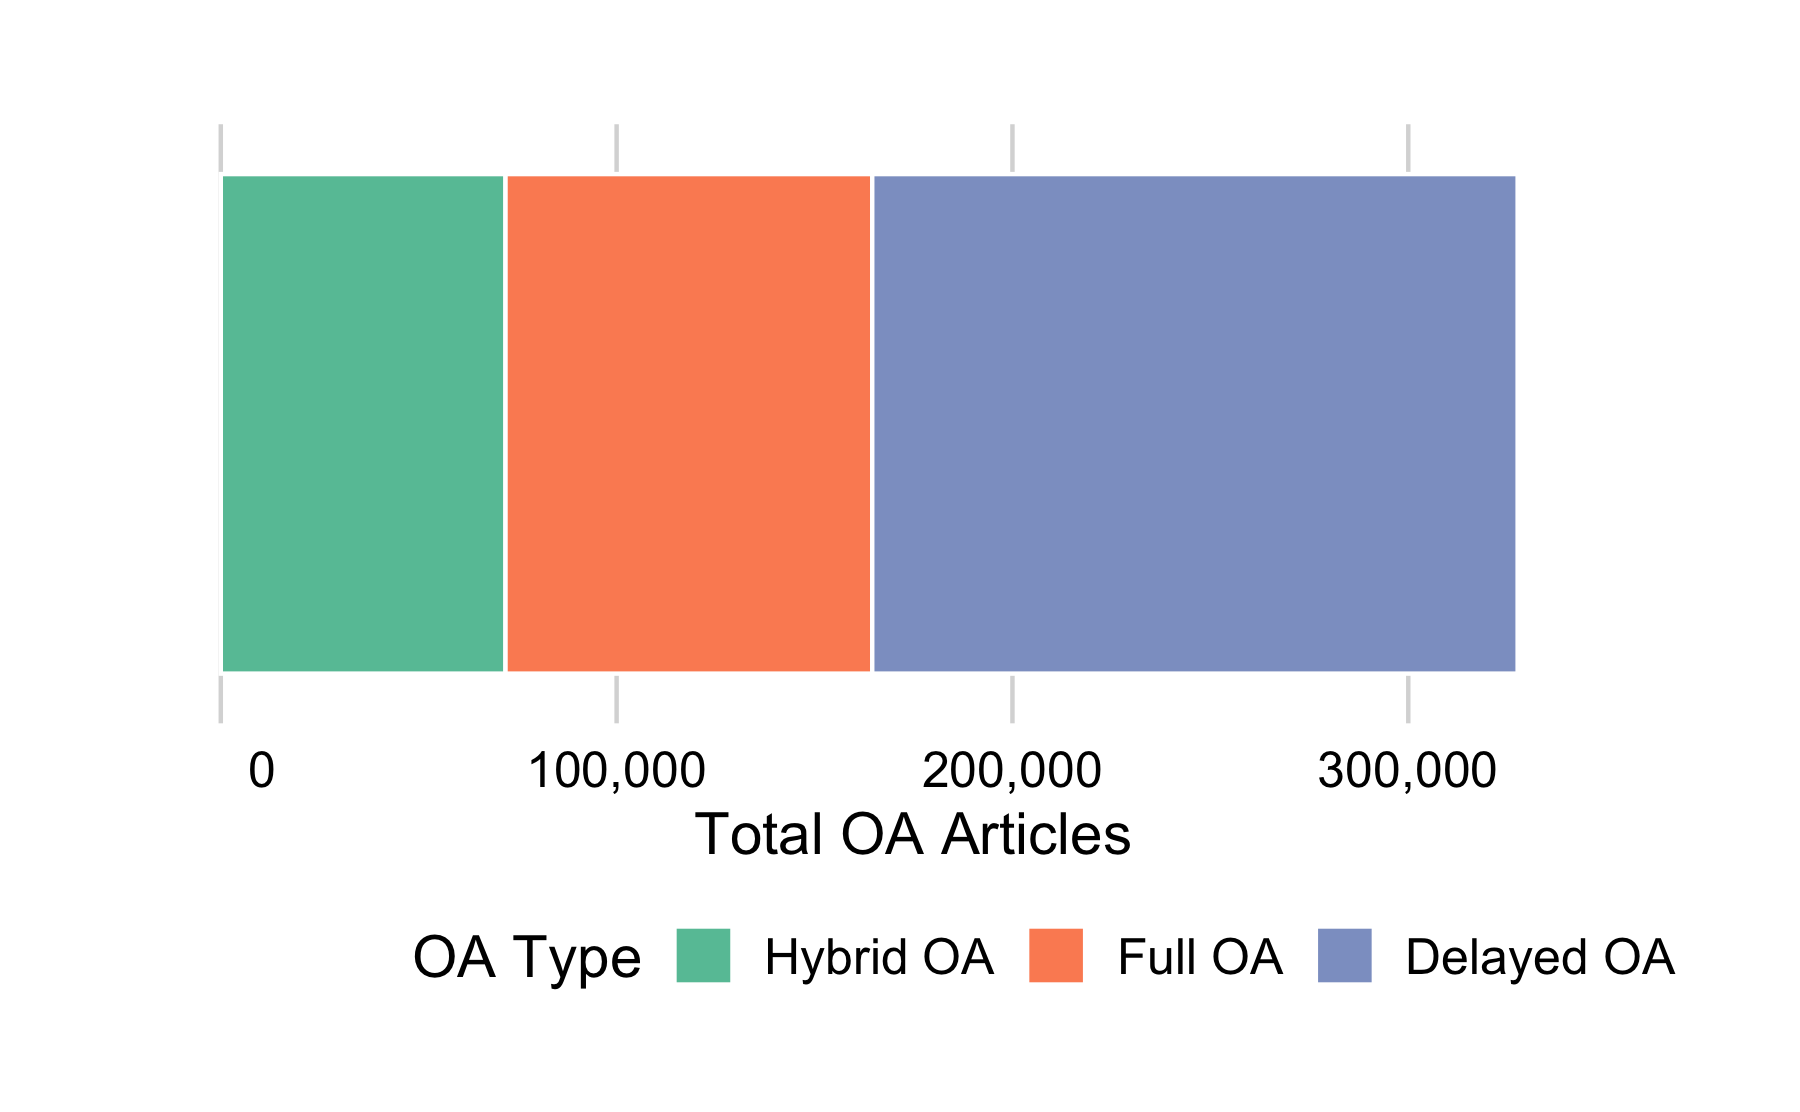 0 100,000 200,000 300,000
Total OA Articles
OA Type Hybrid OA Full OA Delayed OA